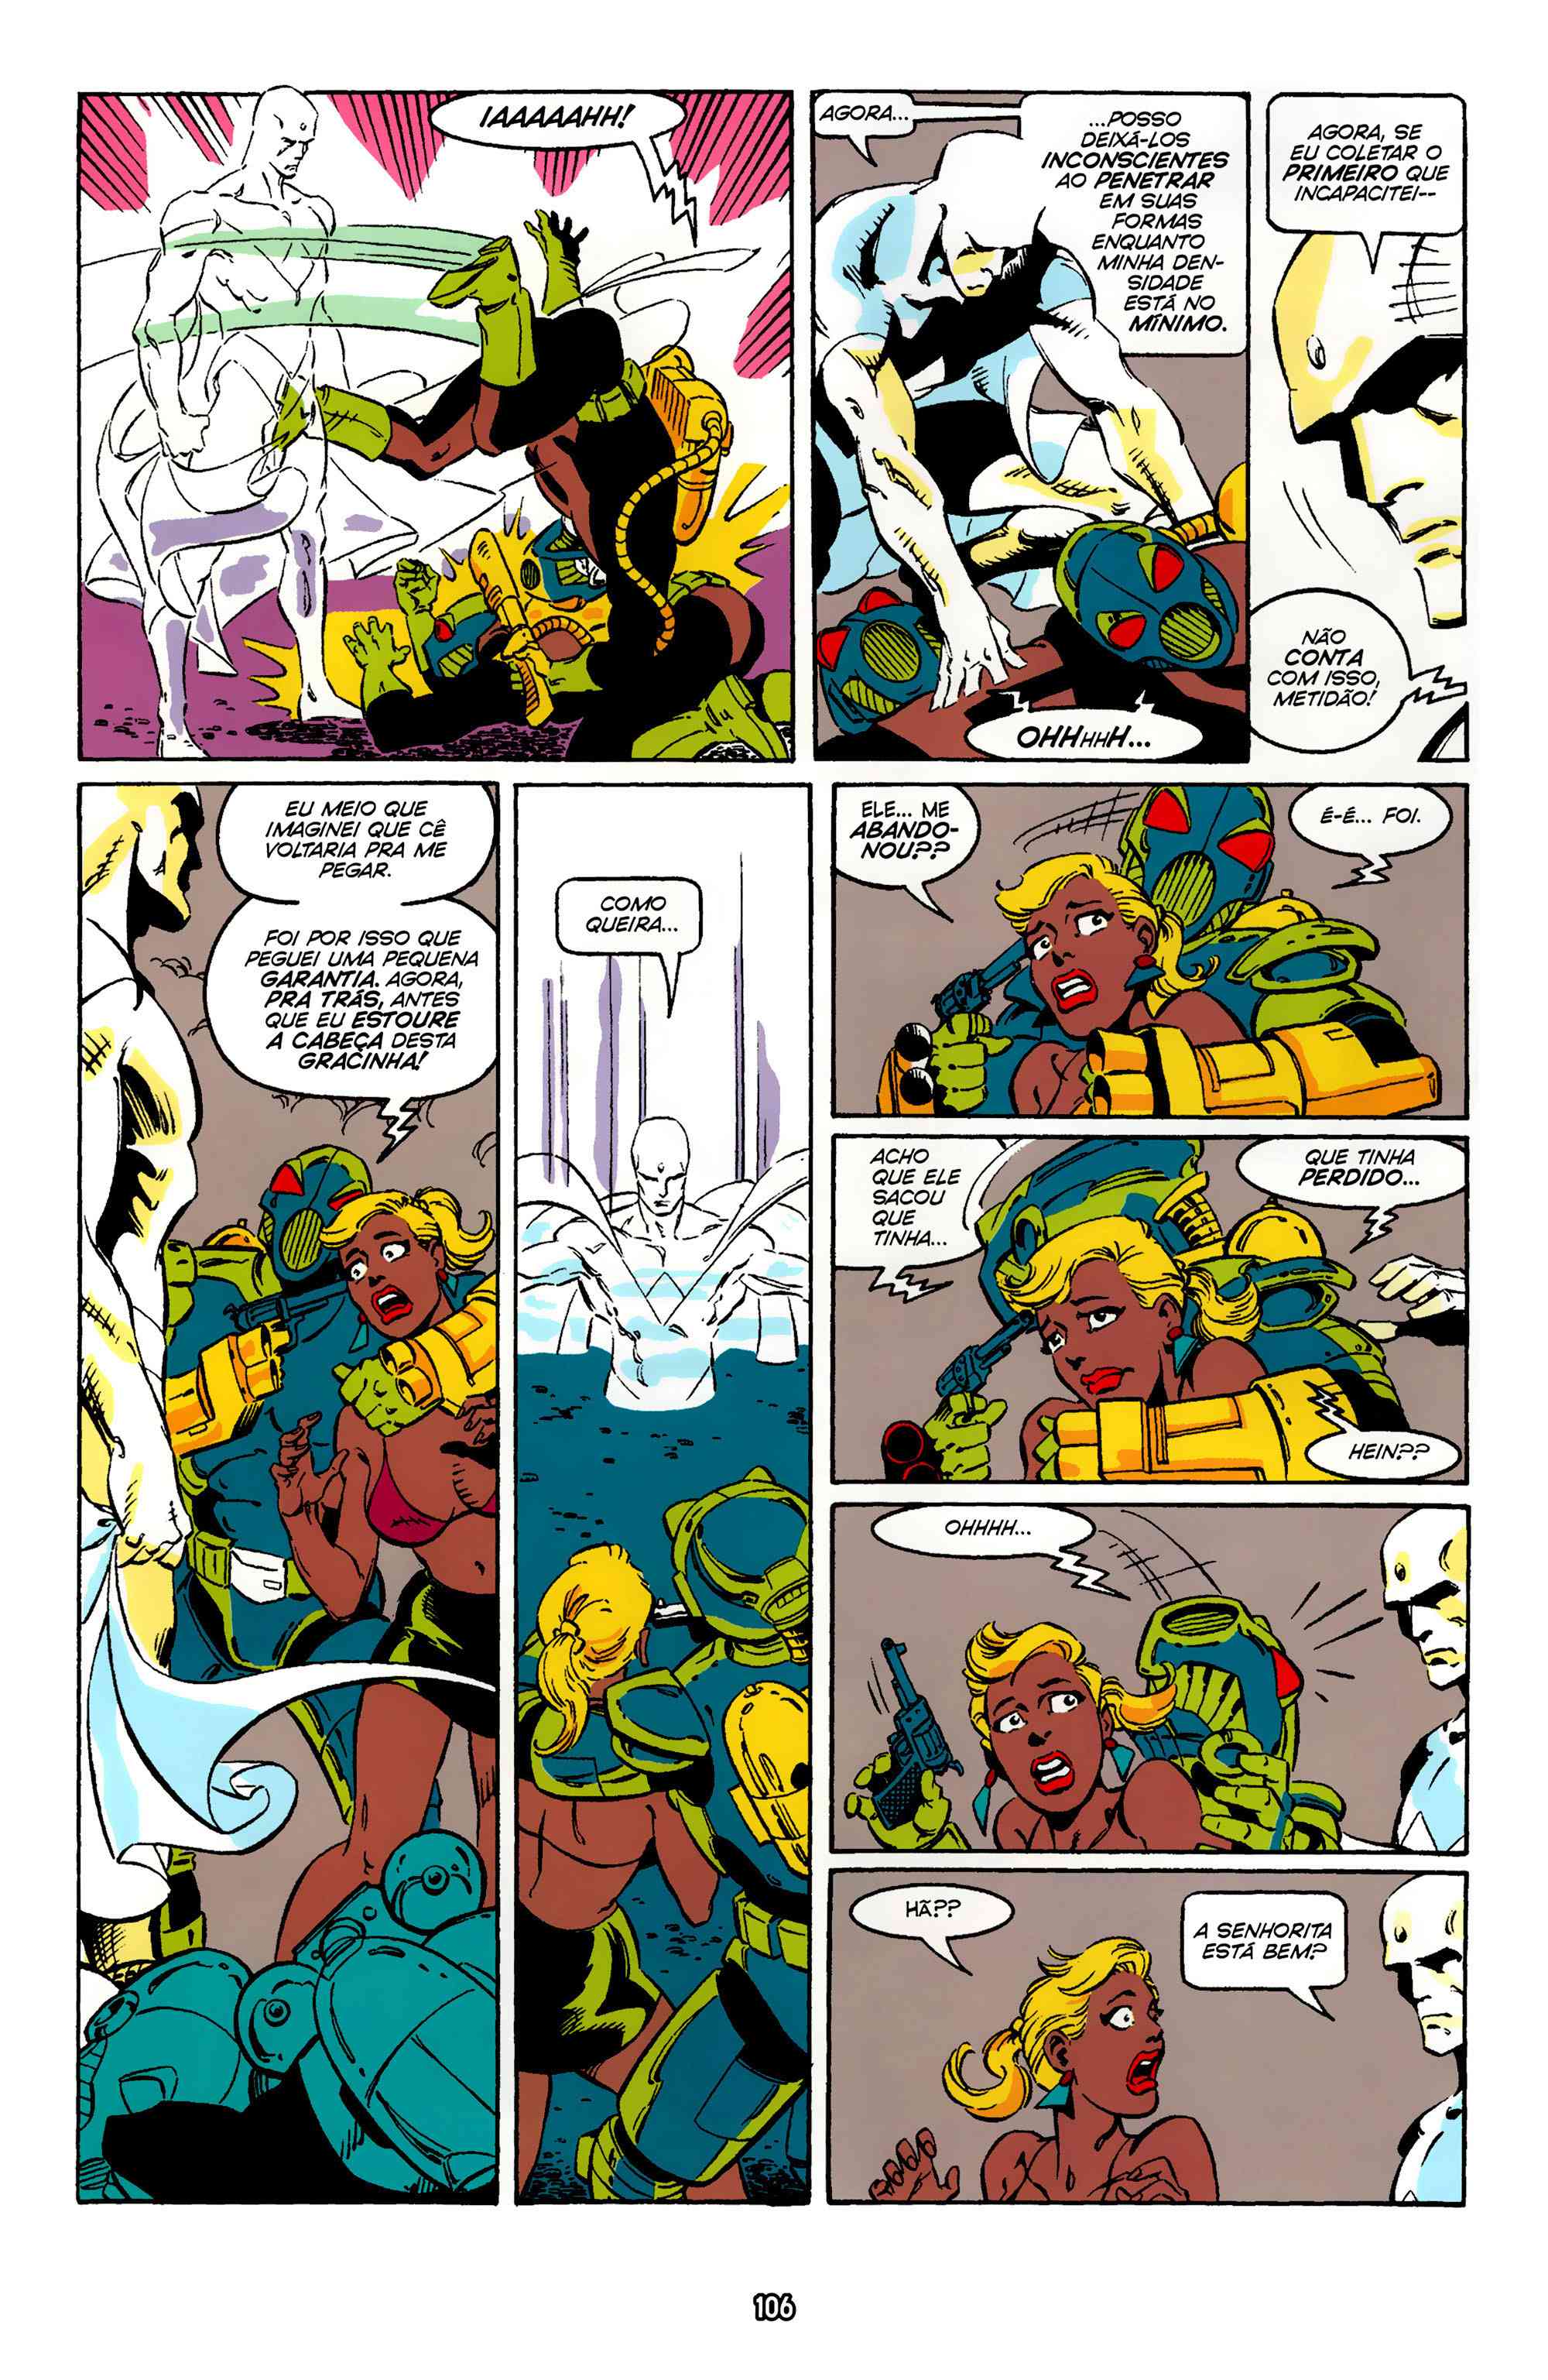 IAAAAAHH!
AGORA...
...POSSO
DEIXÁ-LOS
INCONSCIENTES
AO PENETRAR
EM SUAS
FORMAS
ENQUANTO
MINHA DEN-
SIDADE
ESTÁ NO
MÍNIMO.
OHHHHH...
AGORA, SE
EU COLETAR O
PRIMEIRO QUE
INCAPACITEI--
NÃO
CONTA
COM ISSO,
METIDÃO!
EU MEIO QUE
IMAGINEI QUE CÊ
VOLTARIA PRA ME
PEGAR.
FOI POR ISSO QUE
PEGUEI UMA PEQUENA
GARANTIA. AGORA,
PRA TRÁS, ANTES
QUE EU ESTOURE
A CABEÇA DESTA
GRACINHA!
COMO
QUEIRA...
ELE... ME
ABANDO-
NOU??
É-É... FOI.
ACHO
QUE ELE
SACOU
QUE
TINHA...
QUE TINHA
PERDIDO...
HEIN??
OHHHH...
HÃ??
A SENHORITA
ESTÁ BEM?
106